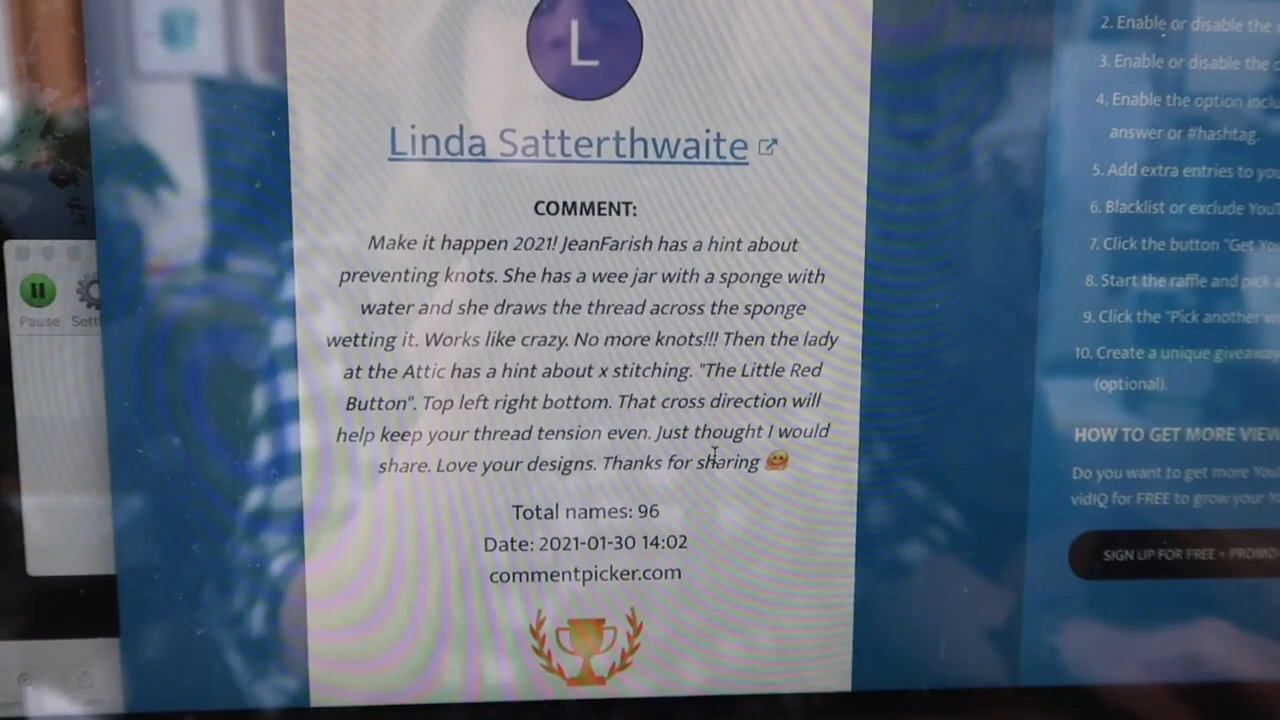 L
Linda Satterthwaite
COMMENT:
Make it happen 2021! JeanFarish has a hint about
preventing knots. She has a wee jar with a sponge with
water and she draws the thread across the sponge
wetting it. Works like crazy. No more knots!!! Then the lady
at the Attic has a hint about x stitching. "The Little Red
Button". Top left right bottom. That cross direction will
help keep your thread tension even. Just thought I would
share. Love your designs. Thanks for sharing 🤗
Total names: 96
Date: 2021-01-30 14:02
commentpicker.com
Pause
2. Enable or disable the
3. Enable or disable the
4. Enable the option
answer or #hashtag.
5. Add extra entries to
6. Blacklist or exclude
7. Click the button "Get
8. Start the raffle and pick
9. Click the "Pick another
10. Create a unique
(optional).
HOW TO GET MORE
Do you want to get more
vidIQ for FREE to grow your
SIGN UP FOR FREE +